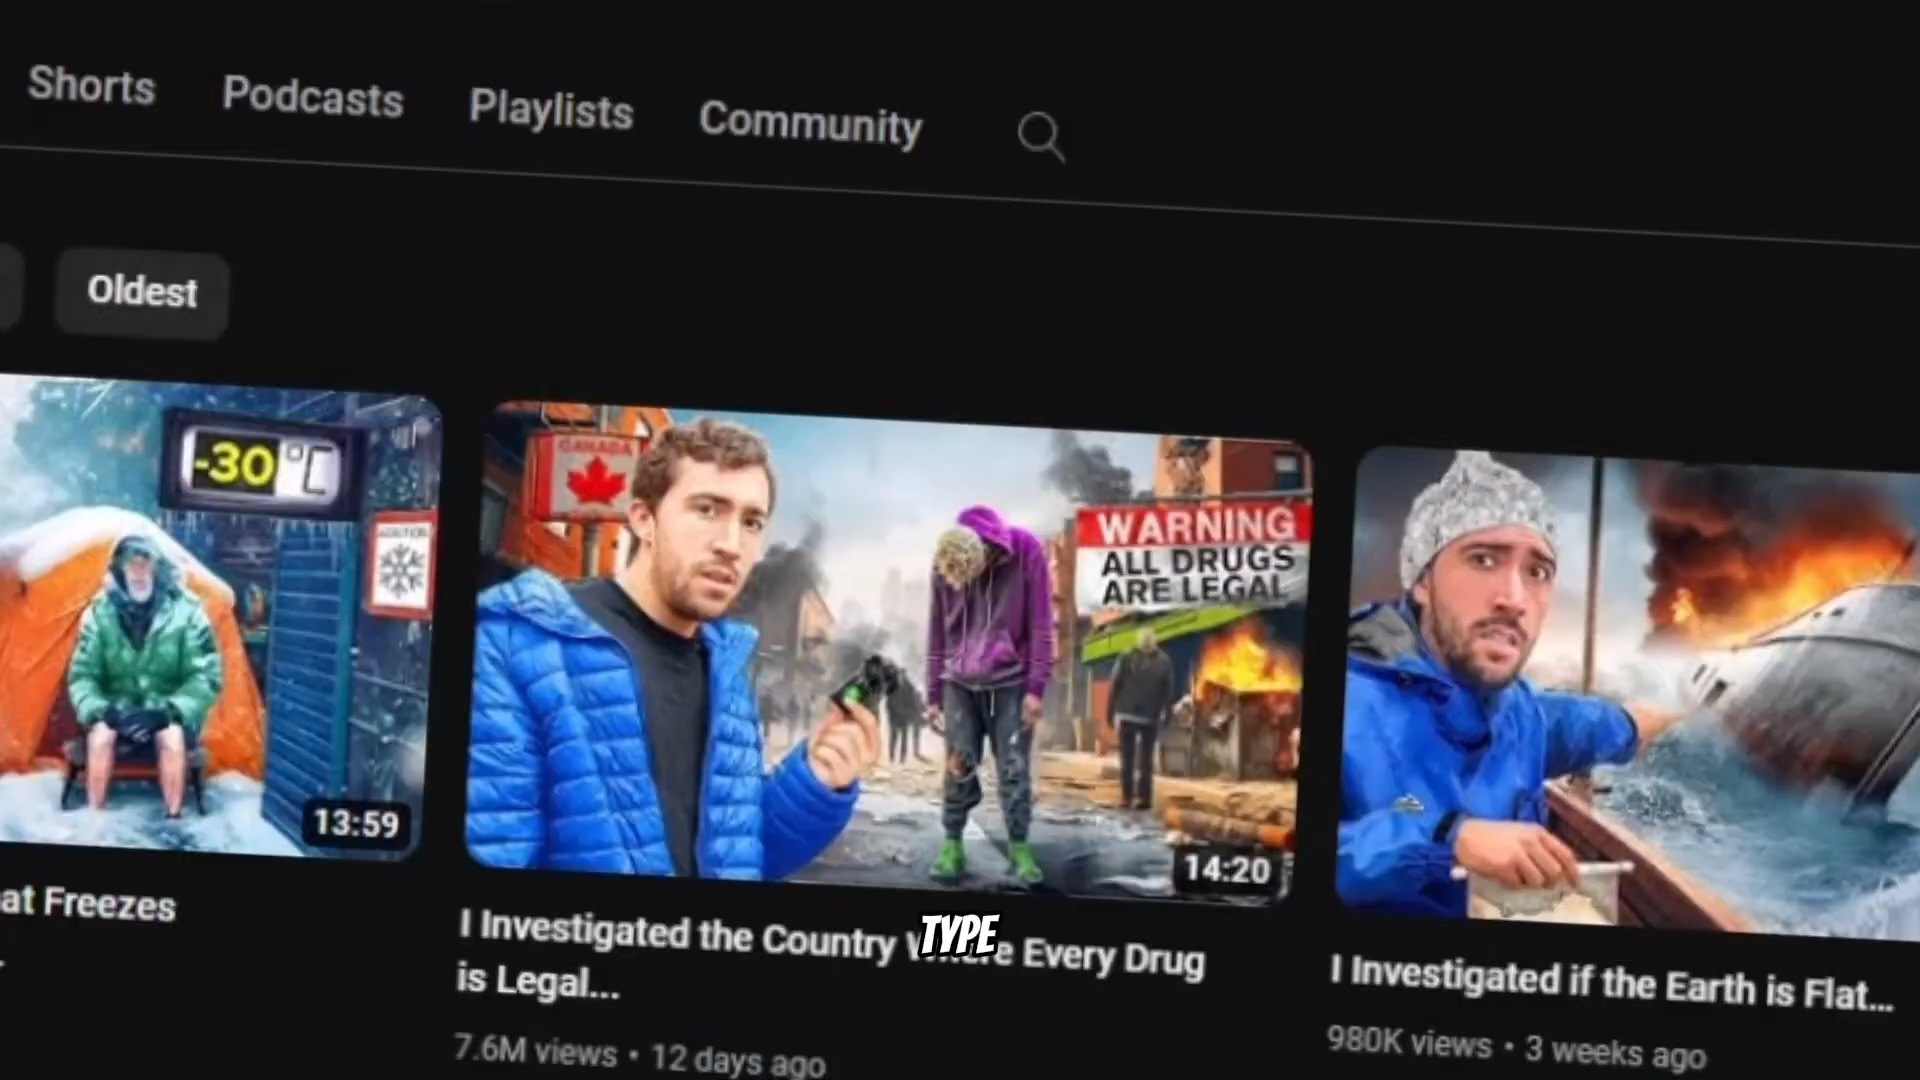 Shorts Podcasts Playlists Community
Oldest
-30°C
CANADA
WARNING
ALL DRUGS
ARE LEGAL
13:59
14:20
at Freezes
I Investigated the Country Where Every Drug
is Legal...
TYPE
I Investigated if the Earth is Flat...
7.6M views • 12 days ago
980K views • 3 weeks ago